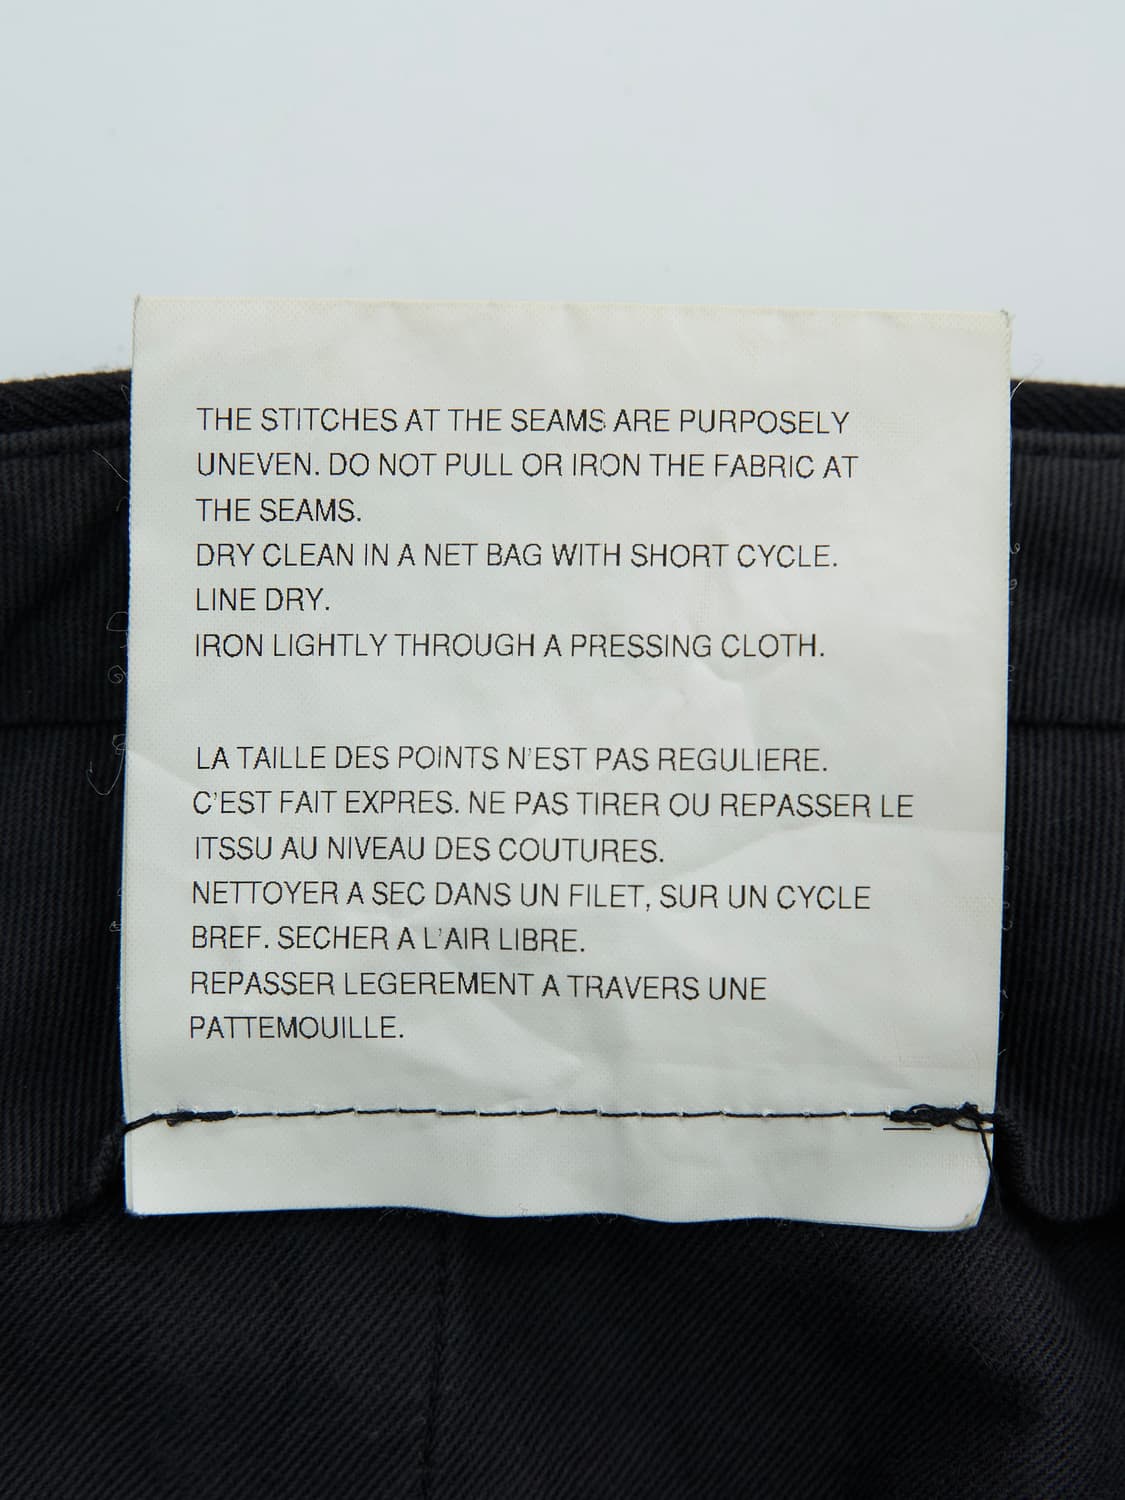 THE STITCHES AT THE SEAMS ARE PURPOSELY
UNEVEN. DO NOT PULL OR IRON THE FABRIC AT
THE SEAMS.
DRY CLEAN IN A NET BAG WITH SHORT CYCLE.
LINE DRY.
IRON LIGHTLY THROUGH A PRESSING CLOTH.
LA TAILLE DES POINTS N'EST PAS REGULIERE.
C'EST FAIT EXPRES. NE PAS TIRER OU REPASSER LE
ITSSU AU NIVEAU DES COUTURES.
NETTOYER A SEC DANS UN FILET, SUR UN CYCLE
BREF. SECHER A L'AIR LIBRE.
REPASSER LEGEREMENT A TRAVERS UNE
PATTEMOUILLE.